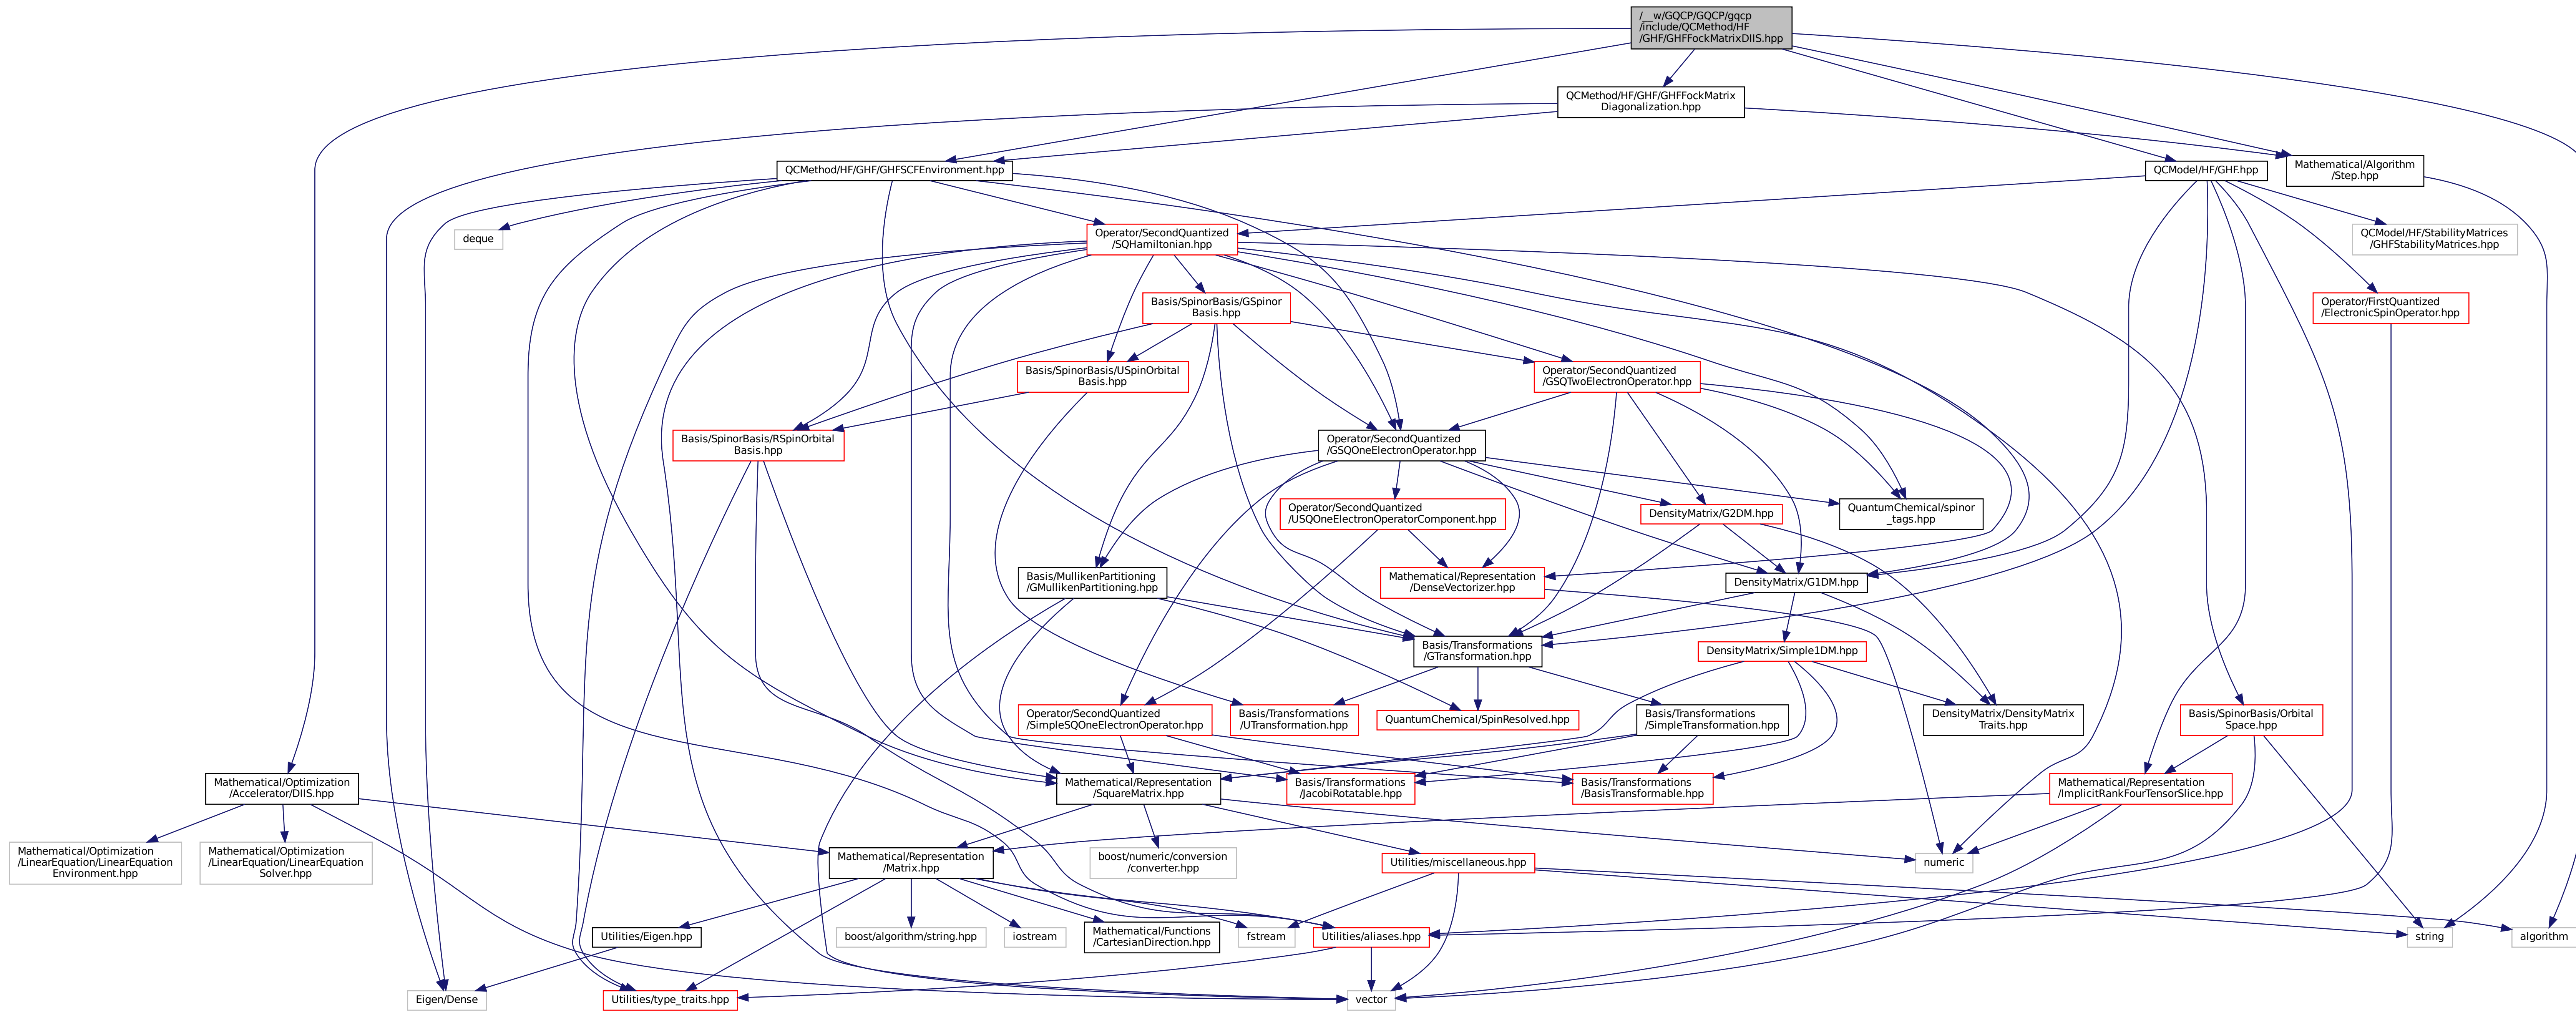 /__w/GQCP/GQCP/gqcp
/include/QCMethod/HF
/GHF/GHFFockMatrixDIIS.hpp
QCMethod/HF/GHF/GHFFockMatrix
Diagonalization.hpp
QCMethod/HF/GHF/GHFSCFEnvironment.hpp
QCModel/HF/GHF.hpp
Mathematical/Algorithm
/Step.hpp
deque
Operator/SecondQuantized
/SQHamiltonian.hpp
QCModel/HF/StabilityMatrices
/GHFStabilityMatrices.hpp
Basis/SpinorBasis/GSpinor
Basis.hpp
Operator/FirstQuantized
/ElectronicSpinOperator.hpp
Basis/SpinorBasis/USpinOrbital
Basis.hpp
Operator/SecondQuantized
/GSQTwoElectronOperator.hpp
Basis/SpinorBasis/RSpinOrbital
Basis.hpp
Operator/SecondQuantized
/GSQOneElectronOperator.hpp
Operator/SecondQuantized
/USQOneElectronOperatorComponent.hpp
DensityMatrix/G2DM.hpp
QuantumChemical/spinor
_tags.hpp
Basis/MullikenPartitioning
/GMullikenPartitioning.hpp
Mathematical/Representation
/DenseVectorizer.hpp
DensityMatrix/G1DM.hpp
Basis/Transformations
/GTransformation.hpp
DensityMatrix/Simple1DM.hpp
Operator/SecondQuantized
/SimpleSQOneElectronOperator.hpp
Basis/Transformations
/UTransformation.hpp
QuantumChemical/SpinResolved.hpp
Basis/Transformations
/SimpleTransformation.hpp
DensityMatrix/DensityMatrix
Traits.hpp
Basis/SpinorBasis/Orbital
Space.hpp
Mathematical/Optimization
/Accelerator/DIIS.hpp
Mathematical/Representation
/SquareMatrix.hpp
Basis/Transformations
/JacobiRotatable.hpp
Basis/Transformations
/BasisTransformable.hpp
Mathematical/Representation
/ImplicitRankFourTensorSlice.hpp
Mathematical/Optimization
/LinearEquation/LinearEquation
Environment.hpp
Mathematical/Optimization
/LinearEquation/LinearEquation
Solver.hpp
Mathematical/Representation
/Matrix.hpp
boost/numeric/conversion
/converter.hpp
Utilities/miscellaneous.hpp
numeric
Utilities/Eigen.hpp
boost/algorithm/string.hpp
iostream
Mathematical/Functions
/CartesianDirection.hpp
fstream
Utilities/aliases.hpp
string
algorithm
Eigen/Dense
Utilities/type_traits.hpp
vector